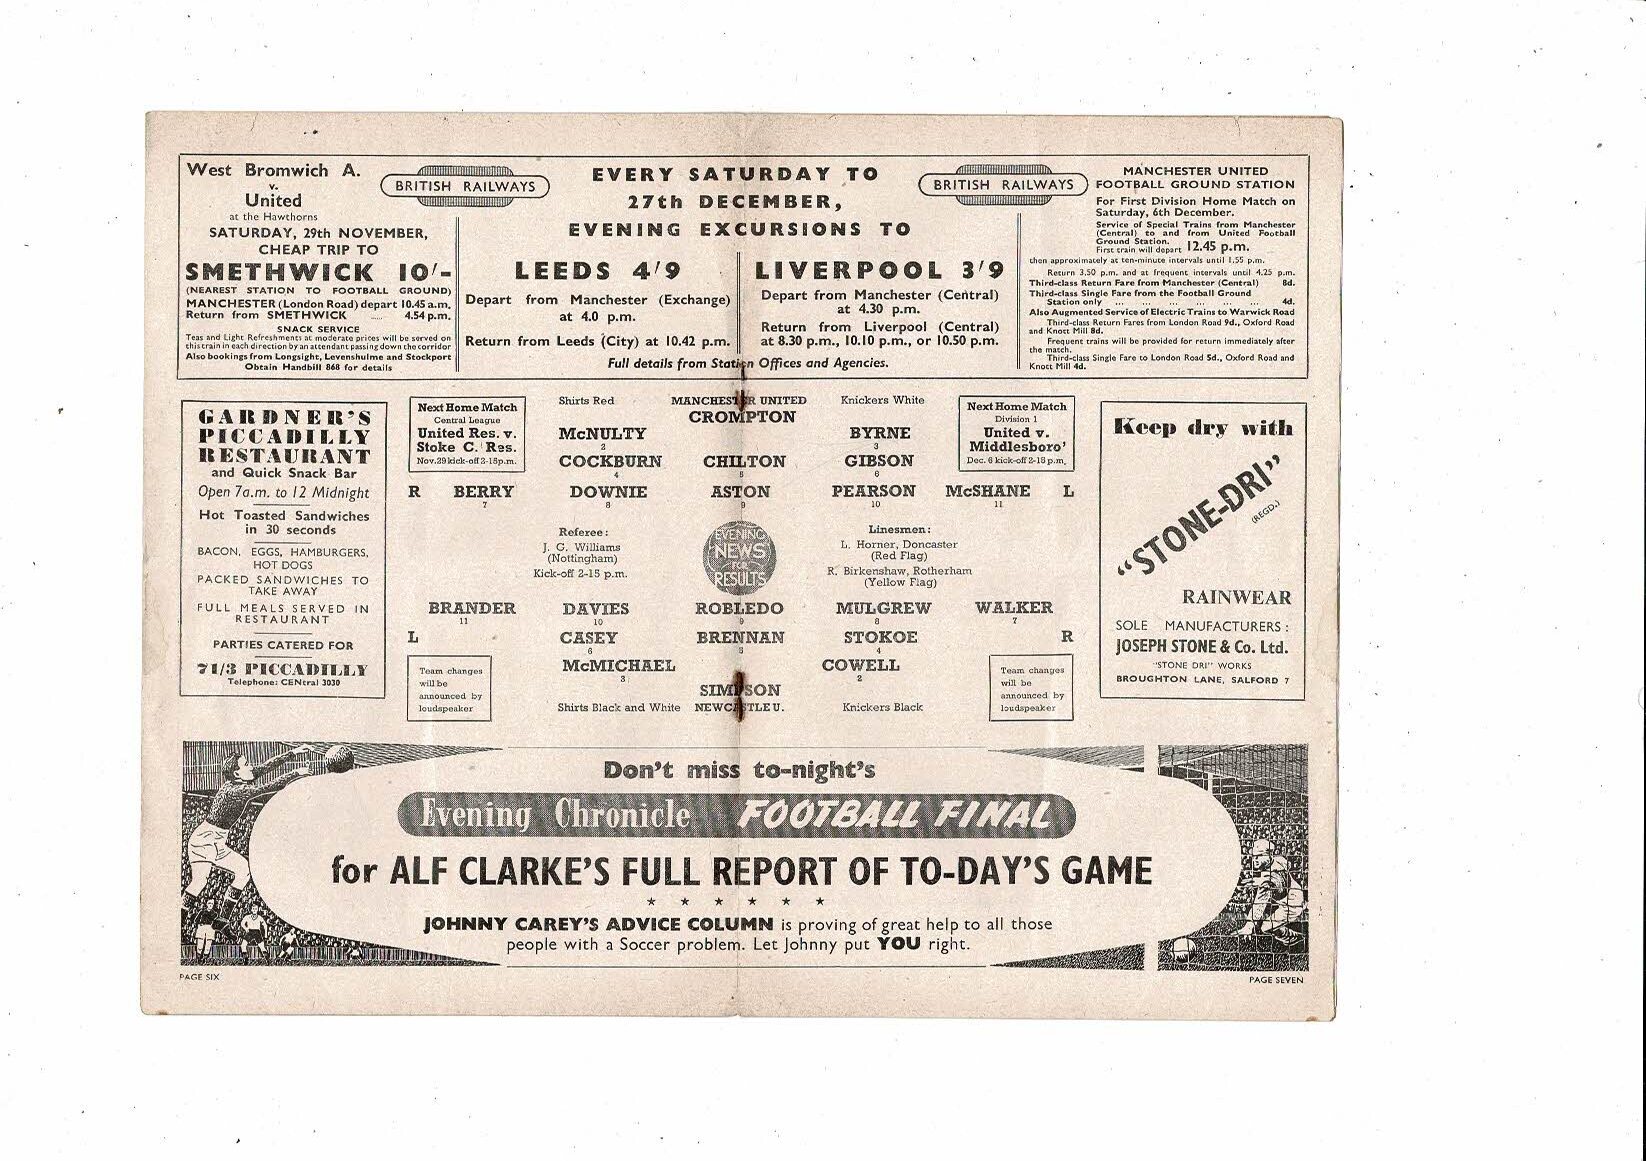 West Bromwich A.
v.
United
at the Hawthorns
SATURDAY, 29th NOVEMBER,
CHEAP TRIP TO
SMETHWICK 10/-
(NEAREST STATION TO FOOTBALL GROUND)
MANCHESTER (London Road) depart 10.45 a.m.
Return from SMETHWICK ...... 4.54 p.m.
SNACK SERVICE
Teas and Light Refreshments at moderate prices will be served on
this train in each direction by an attendant passing down the corridor
Also bookings from Longsight, Levenshulme and Stockport
Obtain Handbill 868 for details
BRITISH RAILWAYS
EVERY SATURDAY TO
27th DECEMBER,
EVENING EXCURSIONS TO
BRITISH RAILWAYS
LEEDS 4/9
Depart from Manchester (Exchange)
at 4.0 p.m.
Return from Leeds (City) at 10.42 p.m.
LIVERPOOL 3/9
Depart from Manchester (Central)
at 4.30 p.m.
Return from Liverpool (Central)
at 8.30 p.m., 10.10 p.m., or 10.50 p.m.
Full details from Station Offices and Agencies.
MANCHESTER UNITED
FOOTBALL GROUND STATION
For First Division Home Match on
Saturday, 6th December.
Service of Special Trains from Manchester
(Central) to and from United Football
Ground Station.
First train will depart 12.45 p.m.
then approximately at ten-minute intervals until 1.55 p.m.
Return 3.50 p.m. and at frequent intervals until 4.25 p.m.
Third-class Return Fare from Manchester (Central) 8d.
Third-class Single Fare from the Football Ground
Station only ... ... ... ... ... ... 4d.
Also Augmented Service of Electric Trains to Warwick Road
Third-class Return Fares from London Road 9d., Oxford Road
and Knott Mill 8d.
Frequent trains will be provided for return immediately after
the match.
Third-class Single Fare to London Road 5d., Oxford Road and
Knott Mill 4d.
GARDNER'S
PICCADILLY
RESTAURANT
and Quick Snack Bar
Open 7a.m. to 12 Midnight
Hot Toasted Sandwiches
in 30 seconds
BACON, EGGS, HAMBURGERS,
HOT DOGS
PACKED SANDWICHES TO
TAKE AWAY
FULL MEALS SERVED IN
RESTAURANT
PARTIES CATERED FOR
71/3 PICCADILLY
Telephone: CENtral 3030
Next Home Match
Central League
United Res. v.
Stoke C. Res.
Nov. 29 kick-off 2-15p.m.
Shirts Red MANCHESTER UNITED Knickers White
CROMPTON
McNULTY BYRNE
2 3
COCKBURN CHILTON GIBSON
4 5 6
R BERRY DOWNIE ASTON PEARSON McSHANE L
7 8 9 10 11
Next Home Match
Division 1
United v.
Middlesboro'
Dec. 6 kick-off 2-15 p.m.
Referee:
J. C. Williams
(Nottingham)
Kick-off 2-15 p.m.
EVENING
NEWS
FOR
RESULTS
Linesmen:
L. Horner, Doncaster
(Red Flag)
R. Birkenshaw, Rotherham
(Yellow Flag)
BRANDER DAVIES ROBLEDO MULGREW WALKER
11 10 9 8 7
L CASEY BRENNAN STOKOE R
6 5 4
McMICHAEL COWELL
3 2
SIMPSON
Shirts Black and White NEWCASTLE U. Knickers Black
Team changes
will be
announced by
loudspeaker
Team changes
will be
announced by
loudspeaker
Keep dry with
"STONE-DRI"
(REGD.)
RAINWEAR
SOLE MANUFACTURERS:
JOSEPH STONE & Co. Ltd.
"STONE DRI" WORKS
BROUGHTON LANE, SALFORD 7
Don't miss to-night's
Evening Chronicle FOOTBALL FINAL
for ALF CLARKE'S FULL REPORT OF TO-DAY'S GAME
★ ★ ★ ★ ★ ★
JOHNNY CAREY'S ADVICE COLUMN is proving of great help to all those
people with a Soccer problem. Let Johnny put YOU right.
PAGE SIX
PAGE SEVEN